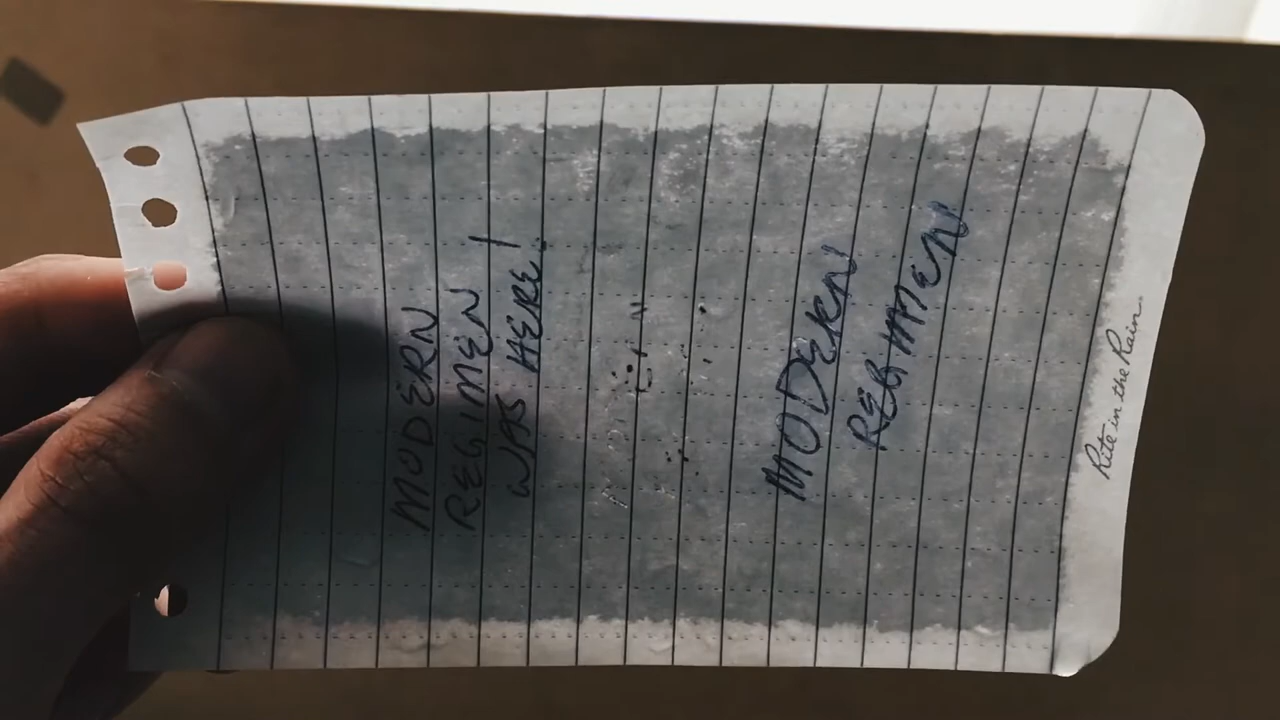 MODERN
REGIMEN
WAS HERE!
MODERN
REGIMEN
Rite in the Rain